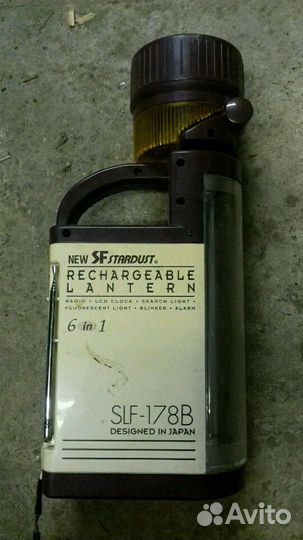 NEW SF STARDUST®
RECHARGEABLE
LANTERN
RADIO • LCD CLOCK • SEARCH LIGHT •
FLUORESCENT LIGHT • BLINKER • ALARM
6 in 1
SLF-178B
DESIGNED IN JAPAN
Avito